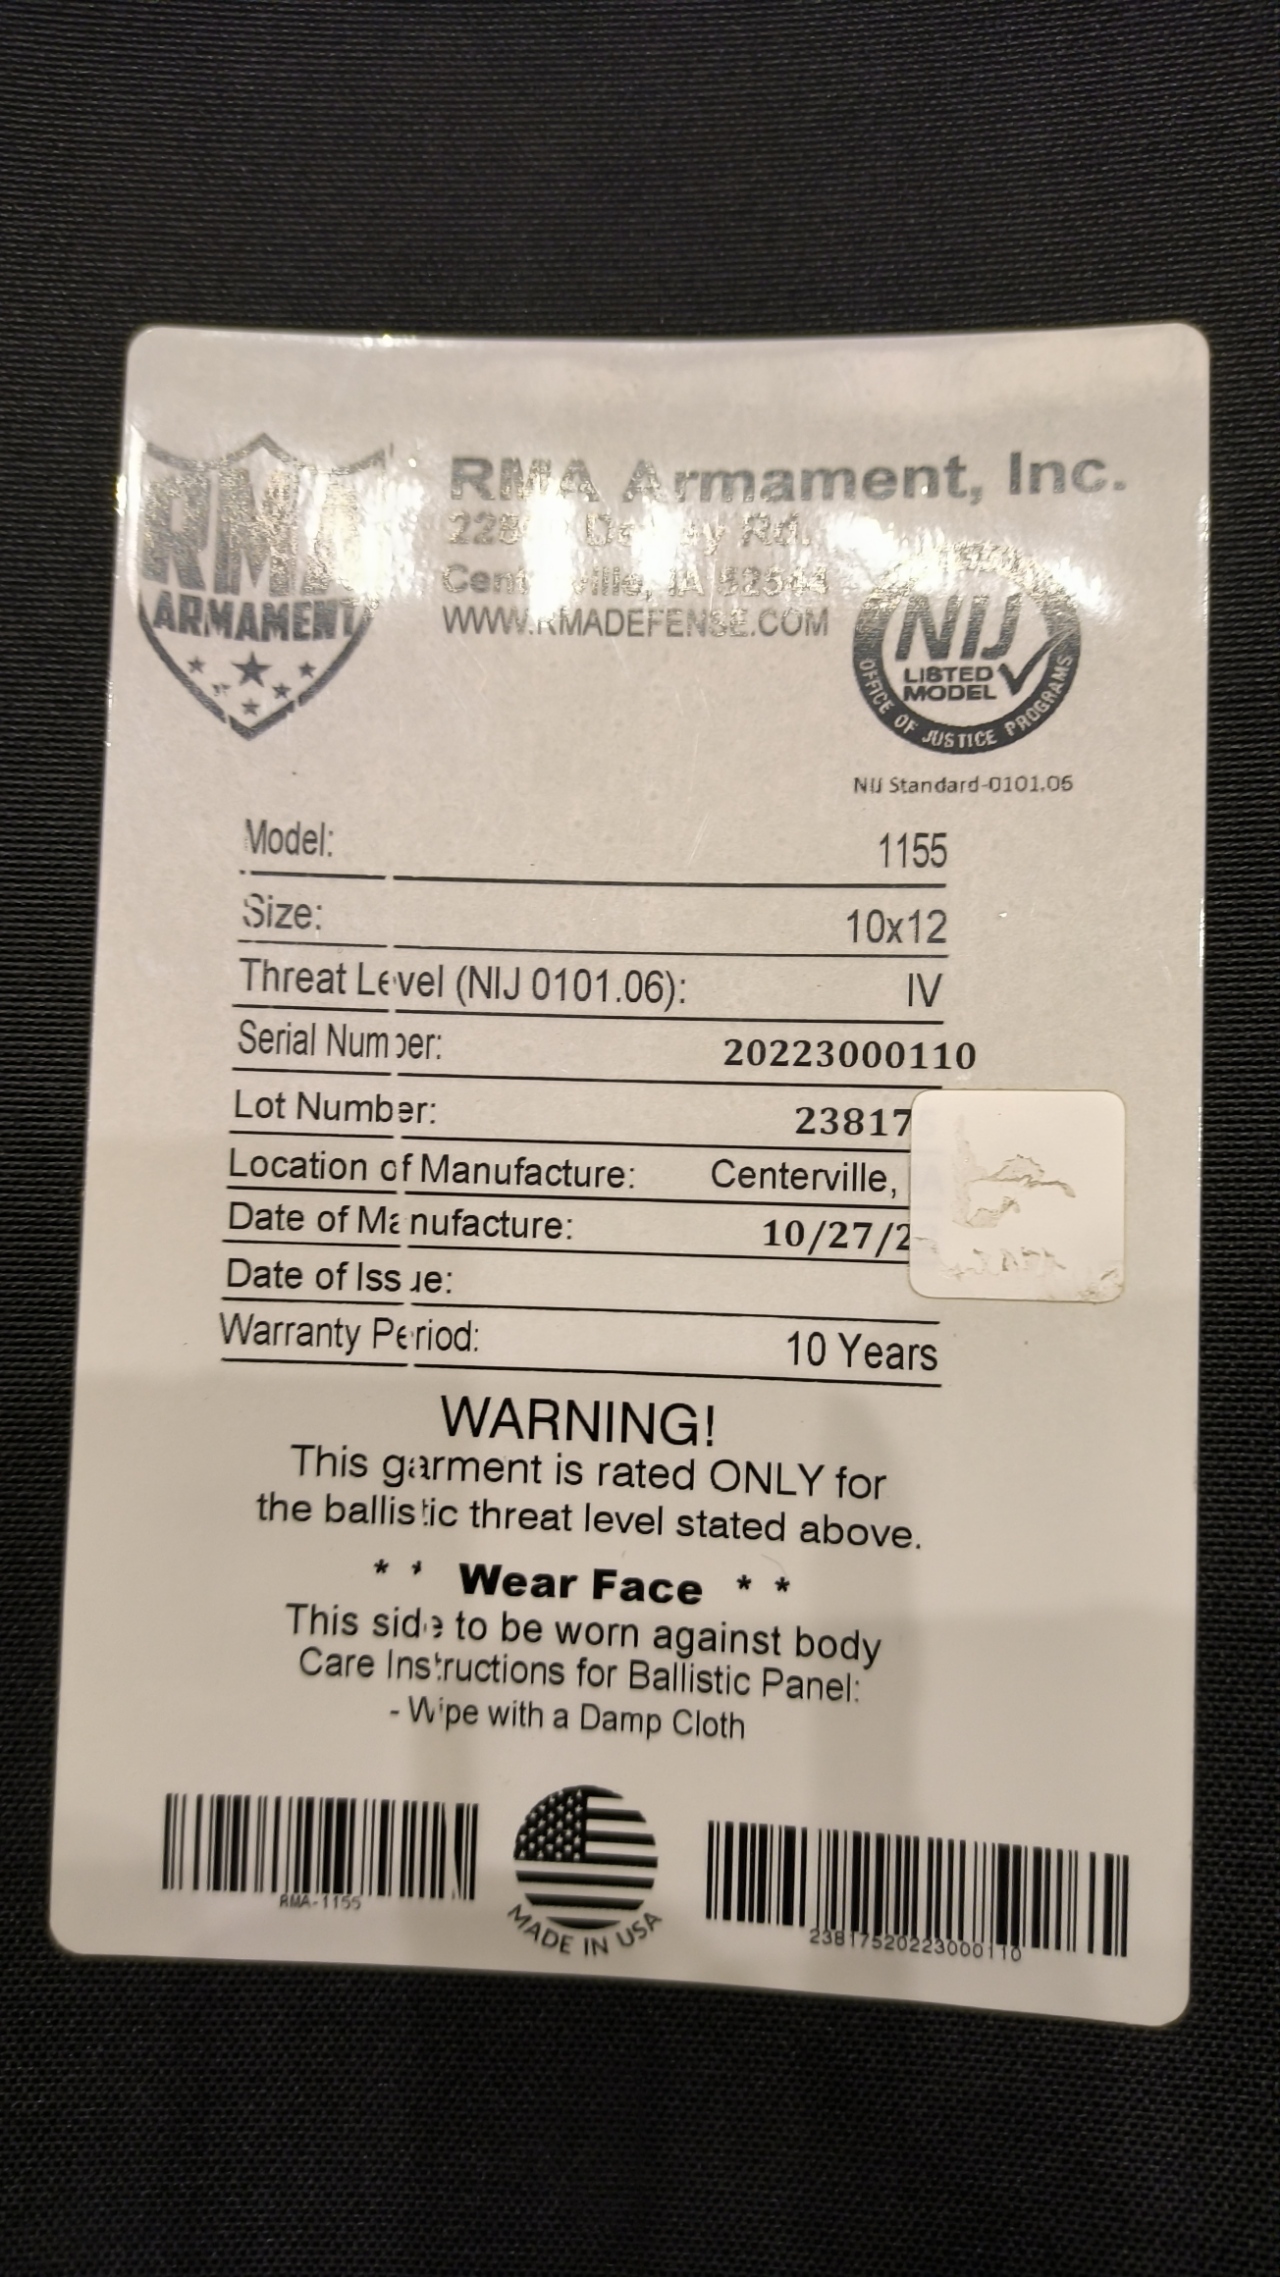 RMA
ARMAMENT
RMA Armament, Inc.
Rd.
IA
WWW.RMADEFENSE.COM
NIJ
LISTED
MODEL
OFFICE OF JUSTICE PROGRAMS
NIJ Standard-0101.06
Model: 1155
Size: 10x12
Threat Level (NIJ 0101.06): IV
Serial Number: 20223000110
Lot Number: 23817
Location of Manufacture: Centerville,
Date of Manufacture: 10/27/2
Date of Issue:
Warranty Period: 10 Years
WARNING!
This garment is rated ONLY for
the ballistic threat level stated above.
* * Wear Face * *
This side to be worn against body
Care Instructions for Ballistic Panel:
- Wipe with a Damp Cloth
RMA-1155
MADE IN USA
23817520223000110